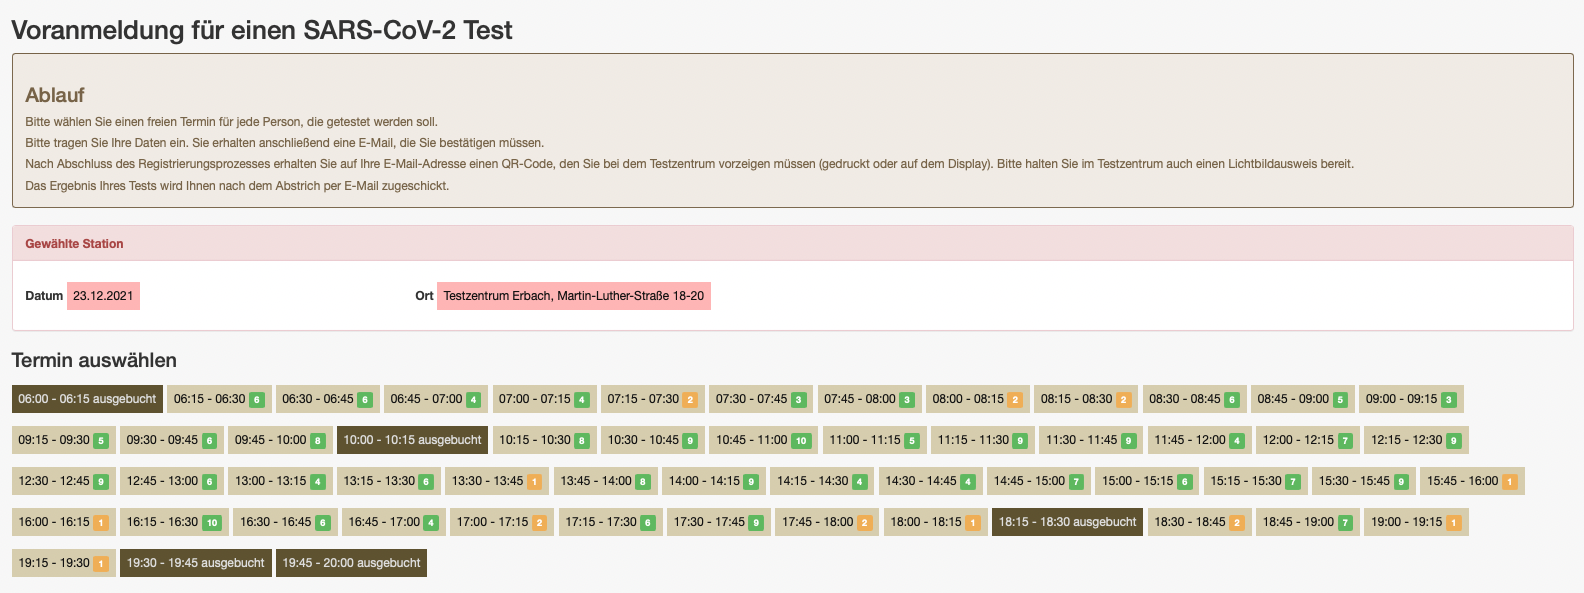 Voranmeldung für einen SARS-CoV-2 Test
Ablauf
Bitte wählen Sie einen freien Termin für jede Person, die getestet werden soll.
Bitte tragen Sie Ihre Daten ein. Sie erhalten anschließend eine E-Mail, die Sie bestätigen müssen.
Nach Abschluss des Registrierungsprozesses erhalten Sie auf Ihre E-Mail-Adresse einen QR-Code, den Sie bei dem Testzentrum vorzeigen müssen (gedruckt oder auf dem Display). Bitte halten Sie im Testzentrum auch einen Lichtbildausweis bereit.
Das Ergebnis Ihres Tests wird Ihnen nach dem Abstrich per E-Mail zugeschickt.
Gewählte Station
Datum 23.12.2021 Ort Testzentrum Erbach, Martin-Luther-Straße 18-20
Termin auswählen
06:00 - 06:15 ausgebucht 06:15 - 06:30 6 06:30 - 06:45 6 06:45 - 07:00 4 07:00 - 07:15 4 07:15 - 07:30 2 07:30 - 07:45 3 07:45 - 08:00 3 08:00 - 08:15 2 08:15 - 08:30 2 08:30 - 08:45 6 08:45 - 09:00 5 09:00 - 09:15 3
09:15 - 09:30 5 09:30 - 09:45 6 09:45 - 10:00 8 10:00 - 10:15 ausgebucht 10:15 - 10:30 8 10:30 - 10:45 9 10:45 - 11:00 10 11:00 - 11:15 5 11:15 - 11:30 9 11:30 - 11:45 9 11:45 - 12:00 4 12:00 - 12:15 7 12:15 - 12:30 9
12:30 - 12:45 9 12:45 - 13:00 6 13:00 - 13:15 4 13:15 - 13:30 6 13:30 - 13:45 1 13:45 - 14:00 8 14:00 - 14:15 9 14:15 - 14:30 4 14:30 - 14:45 4 14:45 - 15:00 7 15:00 - 15:15 6 15:15 - 15:30 7 15:30 - 15:45 9 15:45 - 16:00 1
16:00 - 16:15 1 16:15 - 16:30 10 16:30 - 16:45 6 16:45 - 17:00 4 17:00 - 17:15 2 17:15 - 17:30 6 17:30 - 17:45 9 17:45 - 18:00 2 18:00 - 18:15 1 18:15 - 18:30 ausgebucht 18:30 - 18:45 2 18:45 - 19:00 7 19:00 - 19:15 1
19:15 - 19:30 1 19:30 - 19:45 ausgebucht 19:45 - 20:00 ausgebucht